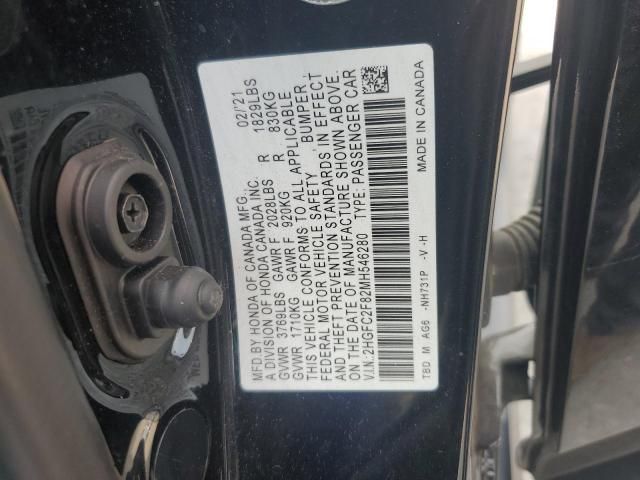 MFD.BY HONDA OF CANADA MFG., 02/'21
A DIVISION OF HONDA CANADA INC.
GVWR 3769LBS GAWR F 2028LBS R 1829LBS
GVWR 1710KG GAWR F 920KG R 830KG
THIS VEHICLE CONFORMS TO ALL APPLICABLE
FEDERAL MOTOR VEHICLE SAFETY, BUMPER,
AND THEFT PREVENTION STANDARDS IN EFFECT
ON THE DATE OF MANUFACTURE SHOWN ABOVE.
V.I.N.:2HGFC2F82MH546280 TYPE: PASSENGER CAR
TBD M AG6 -NH731P -V -H MADE IN CANADA